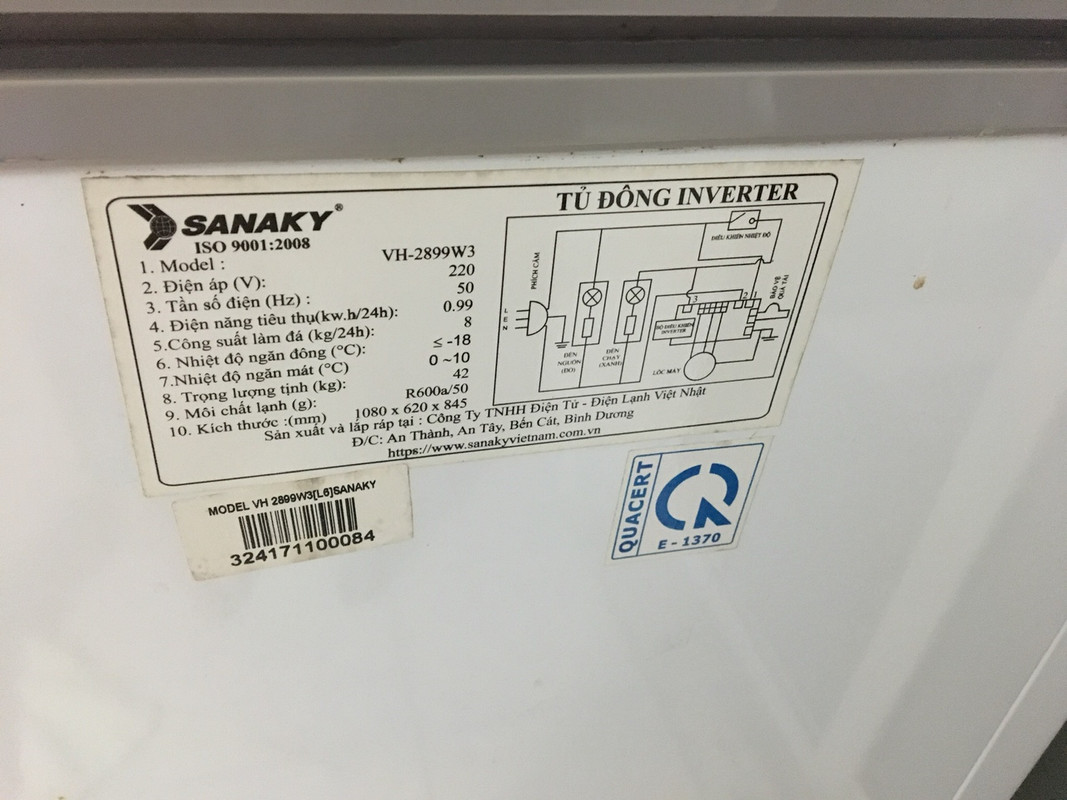 SANAKY®
ISO 9001:2008
TỦ ĐÔNG INVERTER
1. Model : VH-2899W3
2. Điện áp (V): 220
3. Tần số điện (Hz) : 50
4. Điện năng tiêu thụ(kw.h/24h): 0.99
5.Công suất làm đá (kg/24h): 8
6. Nhiệt độ ngăn đông (°C): ≤ -18
7.Nhiệt độ ngăn mát (°C) 0 ~10
8. Trọng lượng tịnh (kg): 42
9. Môi chất lạnh (g): R600a/50
10. Kích thước :(mm) 1080 x 620 x 845
Sản xuất và lắp ráp tại : Công Ty TNHH Điện Tử - Điện Lạnh Việt Nhật
Đ/C: An Thành, An Tây, Bến Cát, Bình Dương
https://www.sanakyvietnam.com.vn
ĐIỀU KHIỂN NHIỆT ĐỘ
PHÍCH CẮM
L
E
N
ĐÈN
NGUỒN
(ĐỎ)
ĐÈN
CHẠY
(XANH)
3
2
1
BỘ ĐIỀU KHIỂN
INVERTER
BẢO VỆ
QUÁ TẢI
LỐC MÁY
MODEL VH 2899W3[L6]SANAKY
324171100084
QUACERT
E - 1370